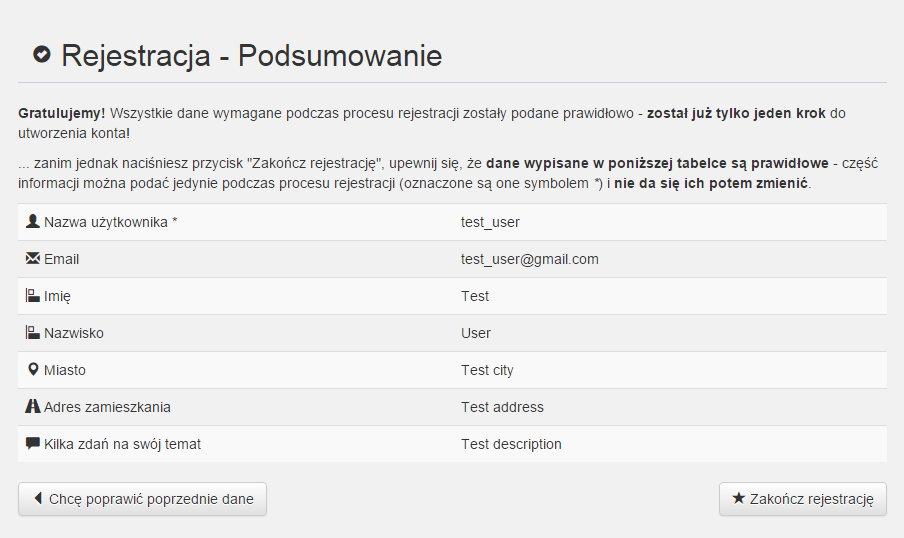 Rejestracja - Podsumowanie
Gratulujemy! Wszystkie dane wymagane podczas procesu rejestracji zostały podane prawidłowo - został już tylko jeden krok do
utworzenia konta!
... zanim jednak naciśniesz przycisk "Zakończ rejestrację", upewnij się, że dane wypisane w poniższej tabelce są prawidłowe - część
informacji można podać jedynie podczas procesu rejestracji (oznaczone są one symbolem *) i nie da się ich potem zmienić.
Nazwa użytkownika * test_user
Email test_user@gmail.com
Imię Test
Nazwisko User
Miasto Test city
Adres zamieszkania Test address
Kilka zdań na swój temat Test description
Chcę poprawić poprzednie dane Zakończ rejestrację